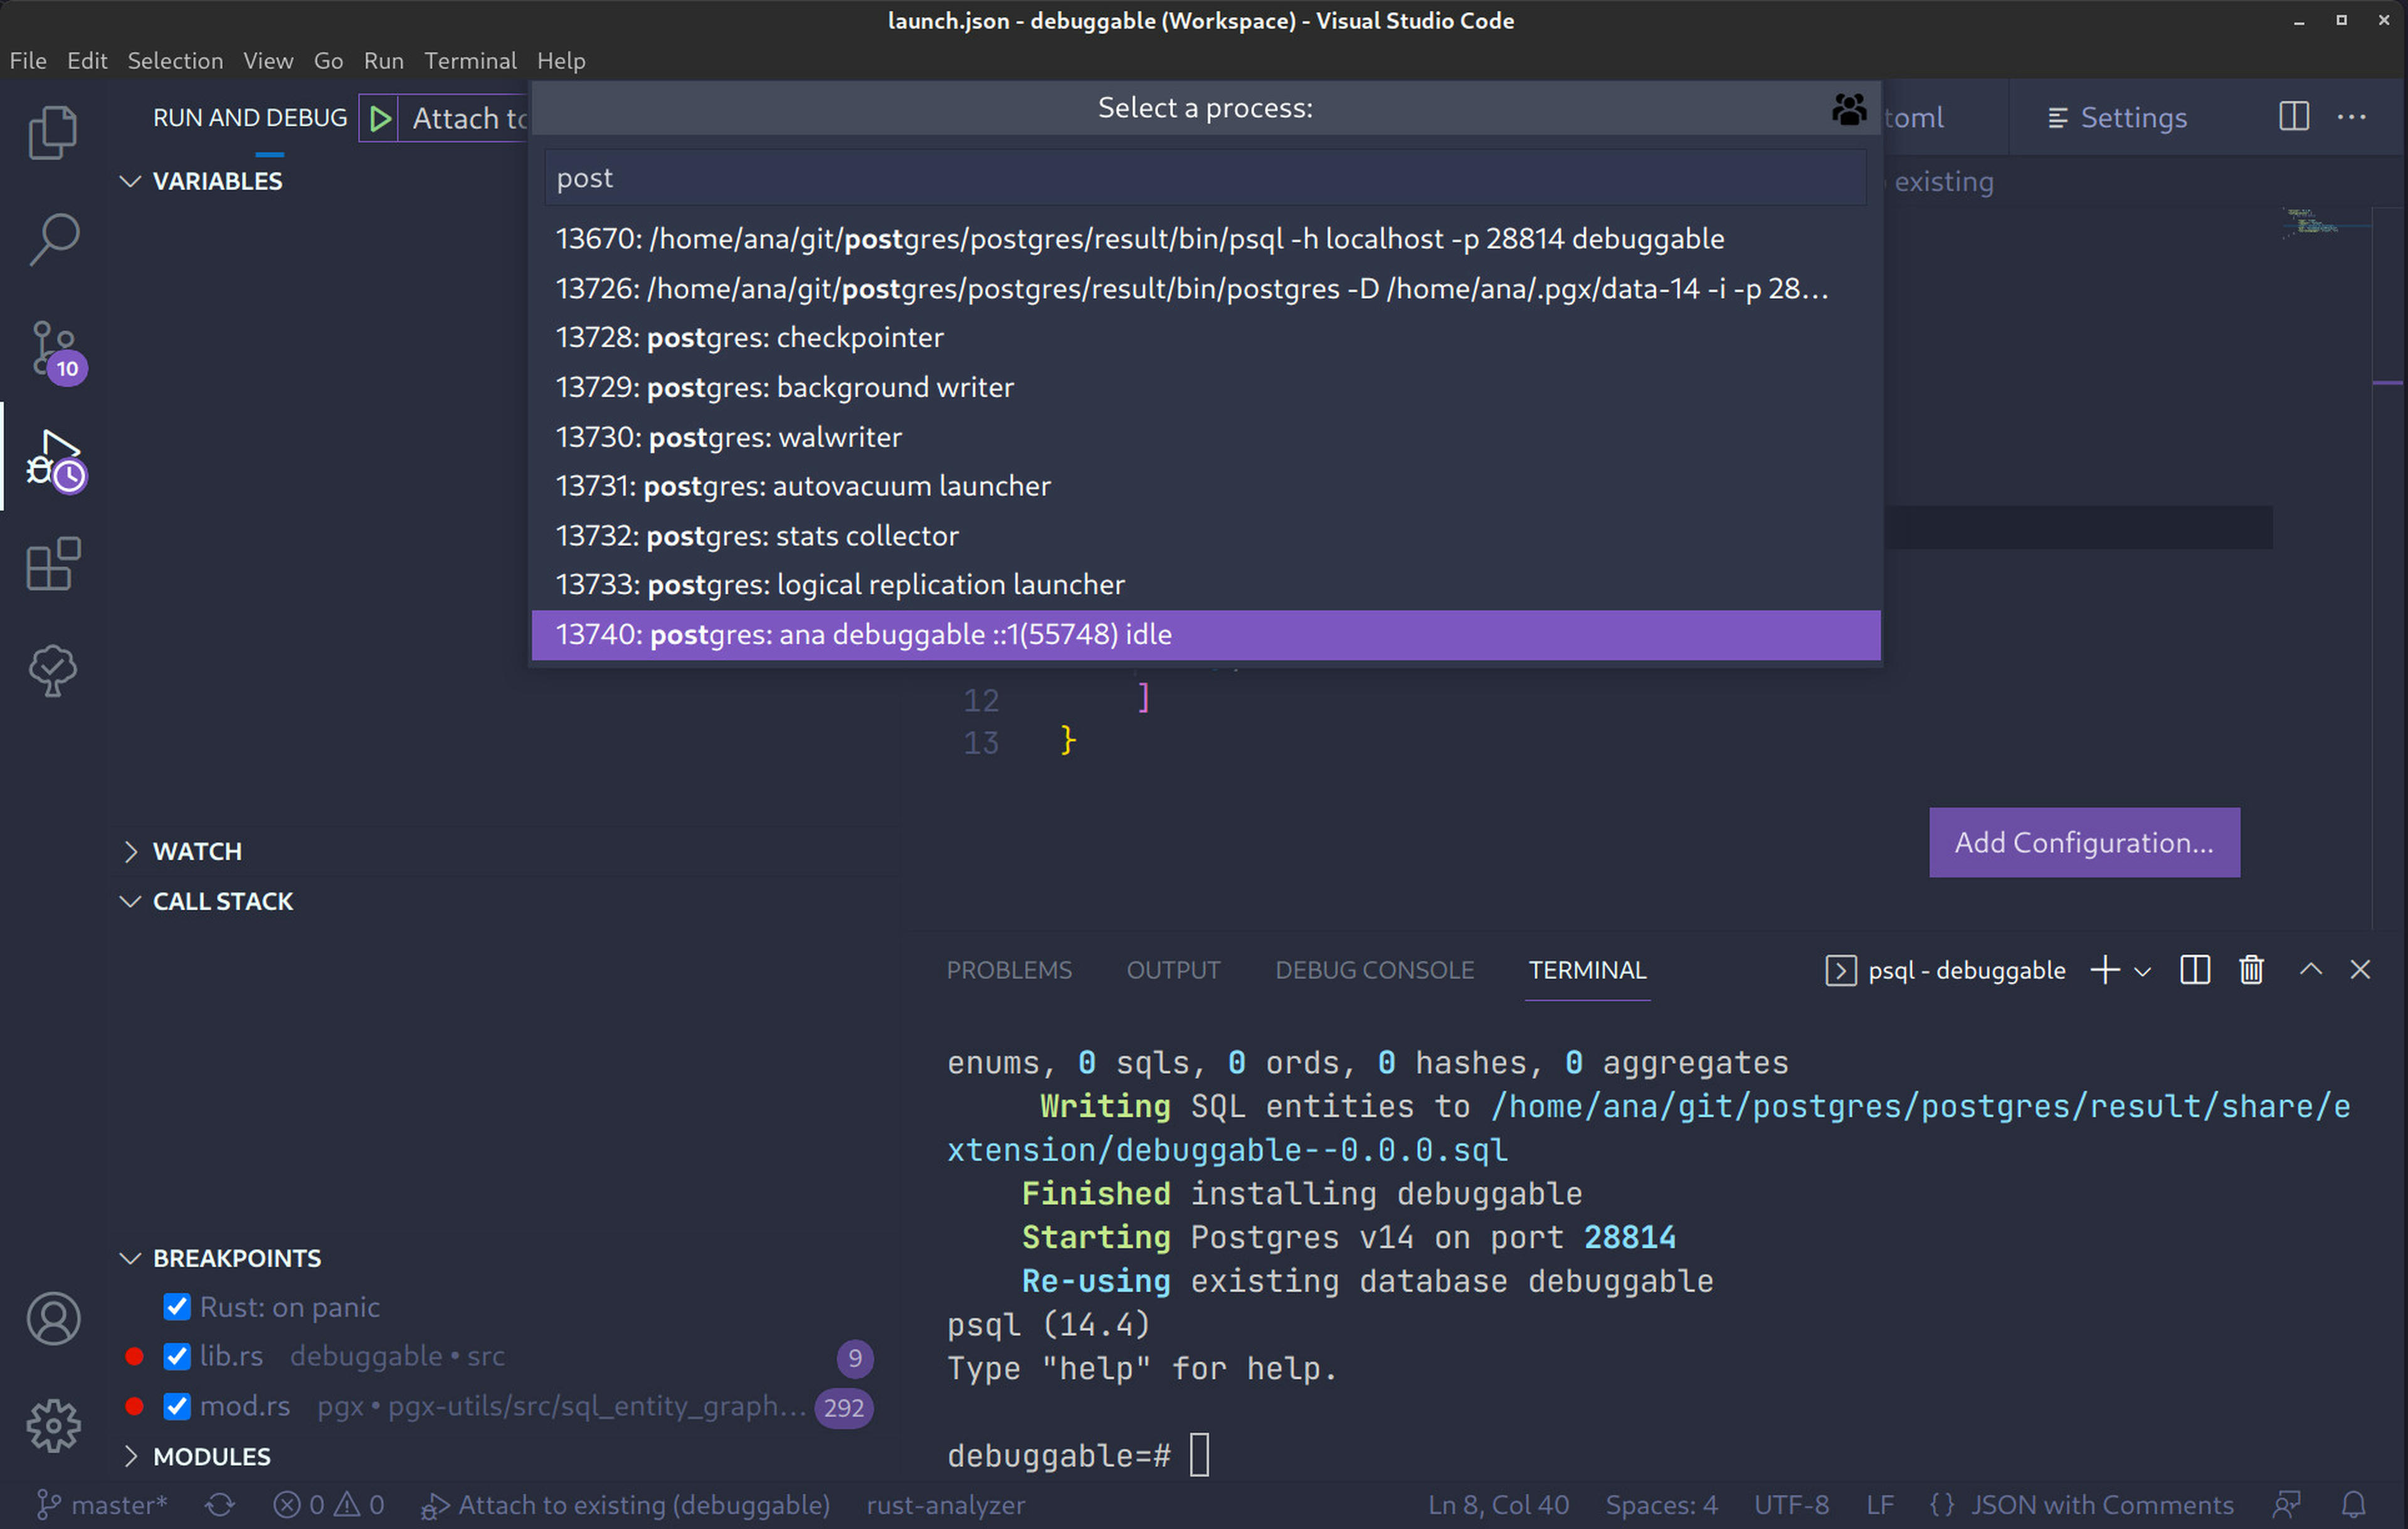 launch.json - debuggable (Workspace) - Visual Studio Code
File Edit Selection View Go Run Terminal Help
RUN AND DEBUG Attach to
Select a process:
toml
Settings
post
existing
VARIABLES
13670: /home/ana/git/postgres/postgres/result/bin/psql -h localhost -p 28814 debuggable
13726: /home/ana/git/postgres/postgres/result/bin/postgres -D /home/ana/.pgx/data-14 -i -p 28...
13728: postgres: checkpointer
13729: postgres: background writer
13730: postgres: walwriter
13731: postgres: autovacuum launcher
13732: postgres: stats collector
13733: postgres: logical replication launcher
13740: postgres: ana debuggable ::1(55748) idle
10
12 ]
13 }
Add Configuration...
WATCH
CALL STACK
PROBLEMS OUTPUT DEBUG CONSOLE TERMINAL psql - debuggable
enums, 0 sqls, 0 ords, 0 hashes, 0 aggregates
Writing SQL entities to /home/ana/git/postgres/postgres/result/share/e
xtension/debuggable--0.0.0.sql
Finished installing debuggable
Starting Postgres v14 on port 28814
Re-using existing database debuggable
psql (14.4)
Type "help" for help.
debuggable=#
BREAKPOINTS
Rust: on panic
lib.rs debuggable • src 9
mod.rs pgx • pgx-utils/src/sql_entity_graph... 292
MODULES
master* 0 0 Attach to existing (debuggable) rust-analyzer Ln 8, Col 40 Spaces: 4 UTF-8 LF {} JSON with Comments